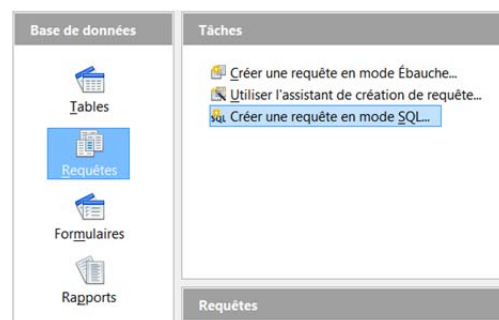 Base de données
Tables
Requêtes
Formulaires
Rapports
Tâches
Créer une requête en mode Ébauche...
Utiliser l'assistant de création de requête...
SQL Créer une requête en mode SQL...
Requêtes